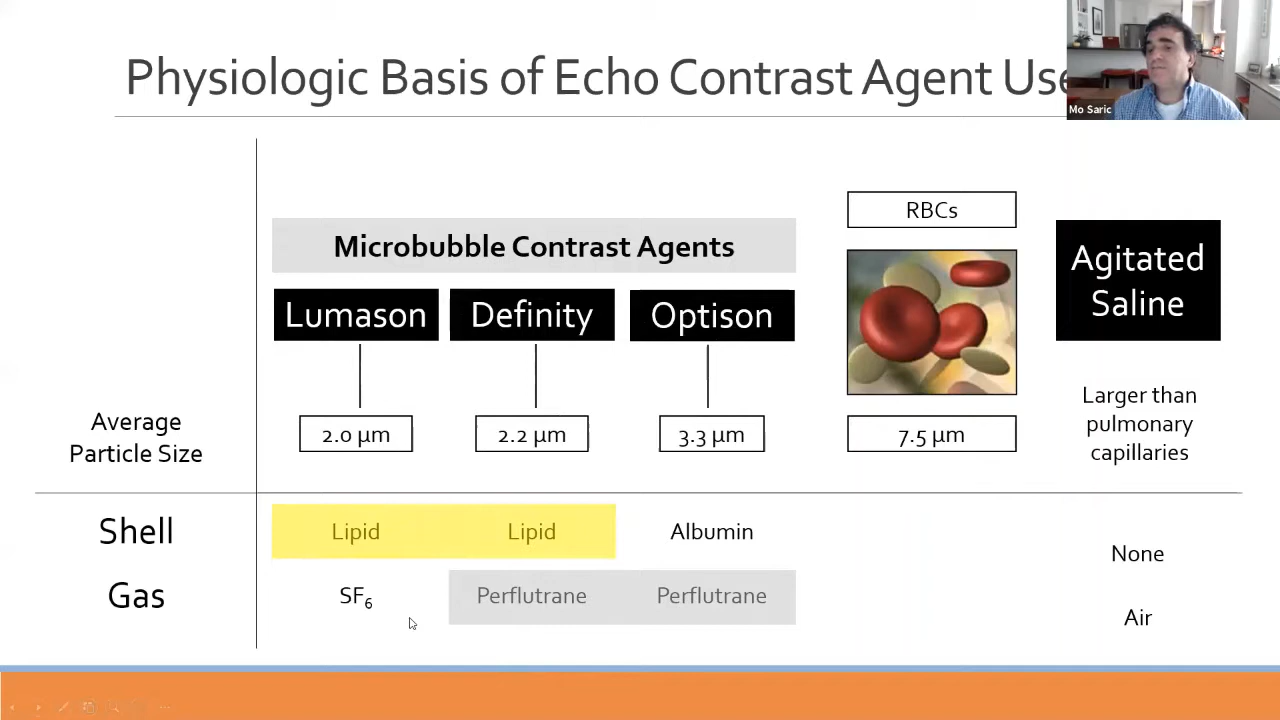 Physiologic Basis of Echo Contrast Agent Use
Mo Saric
RBCs
Microbubble Contrast Agents
Agitated
Saline
Lumason
Definity
Optison
Average
Particle Size
2.0 µm
2.2 µm
3.3 µm
7.5 µm
Larger than
pulmonary
capillaries
Shell
Lipid
Lipid
Albumin
None
Gas
SF₆
Perflutrane
Perflutrane
Air